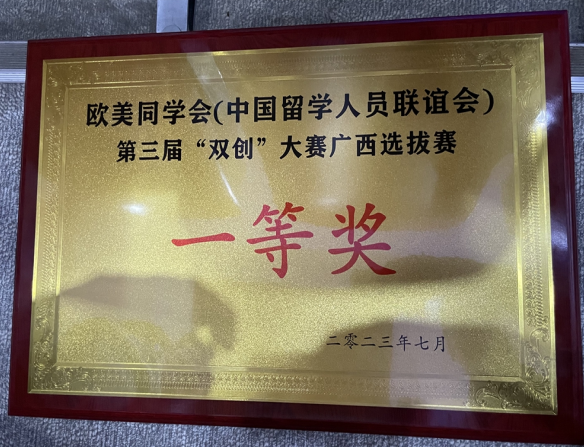 欧美同学会(中国留学人员联谊会)
第三届“双创”大赛广西选拔赛
一等奖
二零二三年七月